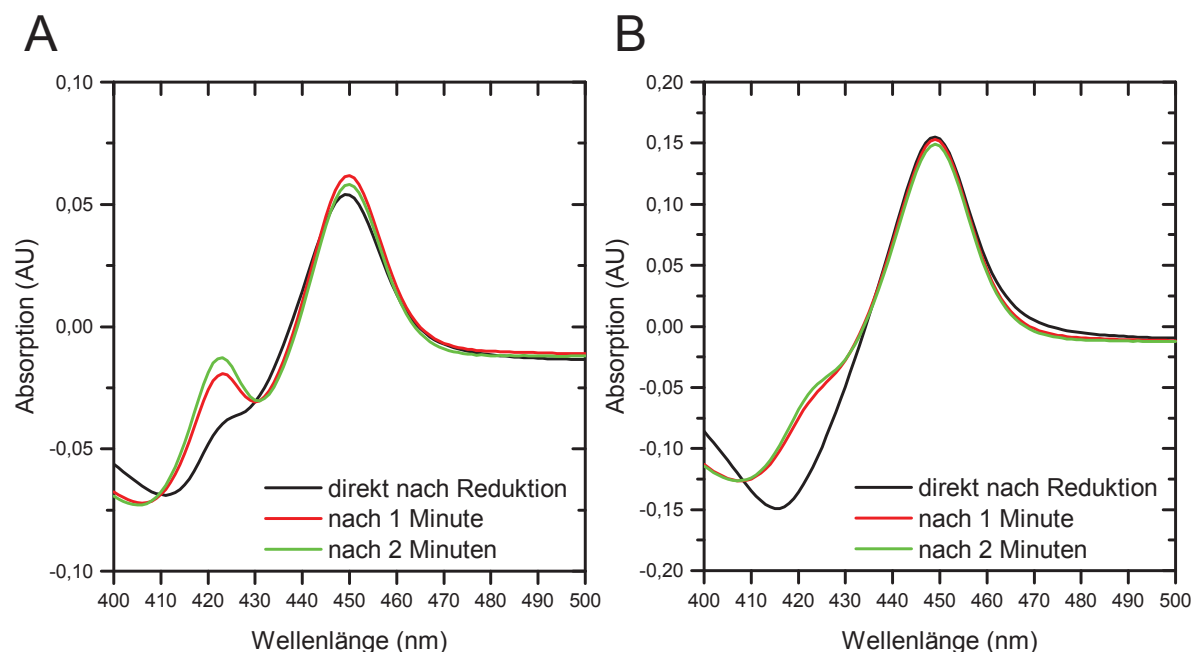 A
0,10
0,05
0,00
-0,05
-0,10
Absorption (AU)
direkt nach Reduktion
nach 1 Minute
nach 2 Minuten
400 410 420 430 440 450 460 470 480 490 500
Wellenlänge (nm)
B
0,20
0,15
0,10
0,05
0,00
-0,05
-0,10
-0,15
-0,20
Absorption (AU)
direkt nach Reduktion
nach 1 Minute
nach 2 Minuten
400 410 420 430 440 450 460 470 480 490 500
Wellenlänge (nm)